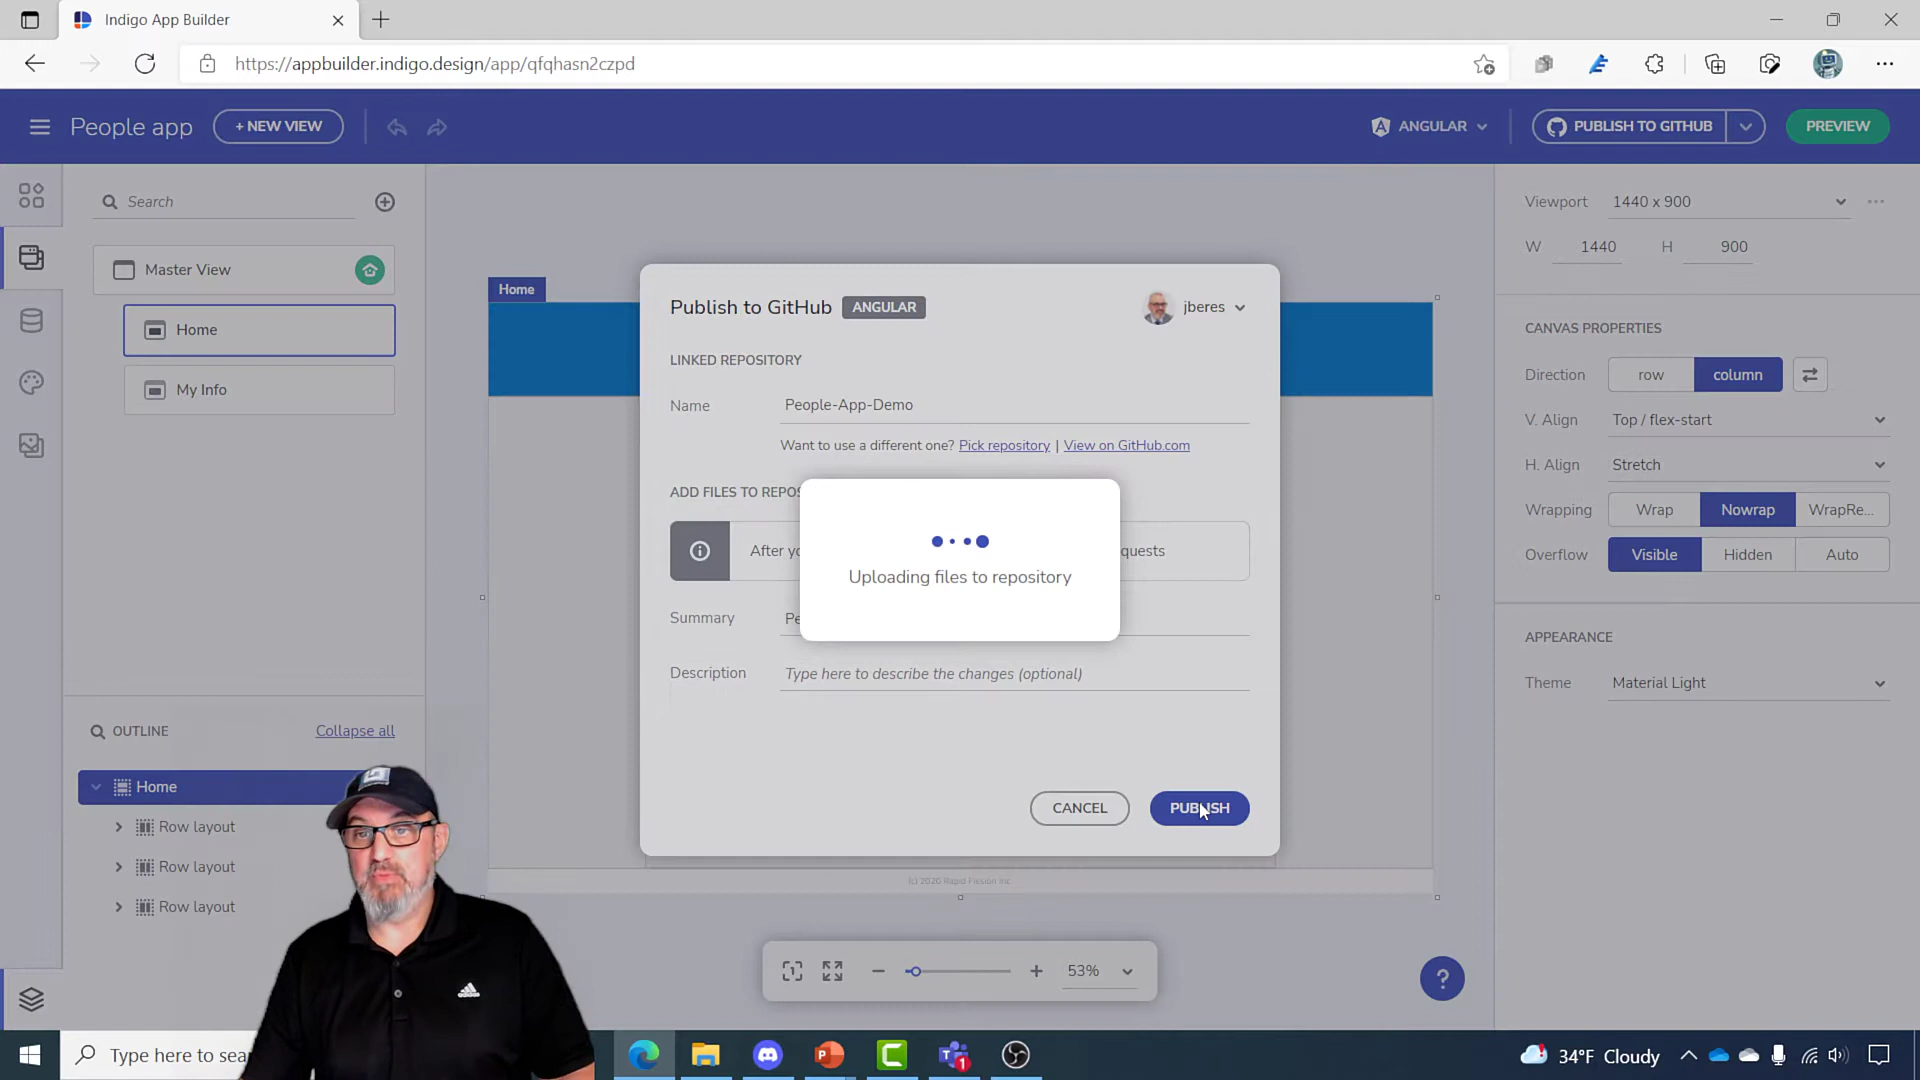 Indigo App Builder
https://appbuilder.indigo.design/app/qfqhasn2czpd
People app
+ NEW VIEW
ANGULAR
PUBLISH TO GITHUB
PREVIEW
Search
Master View
Home
My Info
OUTLINE
Collapse all
Home
Row layout
Row layout
Row layout
Home
Publish to GitHub ANGULAR
jberes
LINKED REPOSITORY
Name People-App-Demo
Want to use a different one? Pick repository | View on GitHub.com
ADD FILES TO REPOS
After yo
quests
Uploading files to repository
Summary Pe
Description Type here to describe the changes (optional)
CANCEL
PUBLISH
(c) 2020 Rapid Fission Inc.
53%
?
Viewport 1440 x 900
W 1440 H 900
CANVAS PROPERTIES
Direction row column
V. Align Top / flex-start
H. Align Stretch
Wrapping Wrap Nowrap WrapRe...
Overflow Visible Hidden Auto
APPEARANCE
Theme Material Light
Type here to sea
1
34°F Cloudy